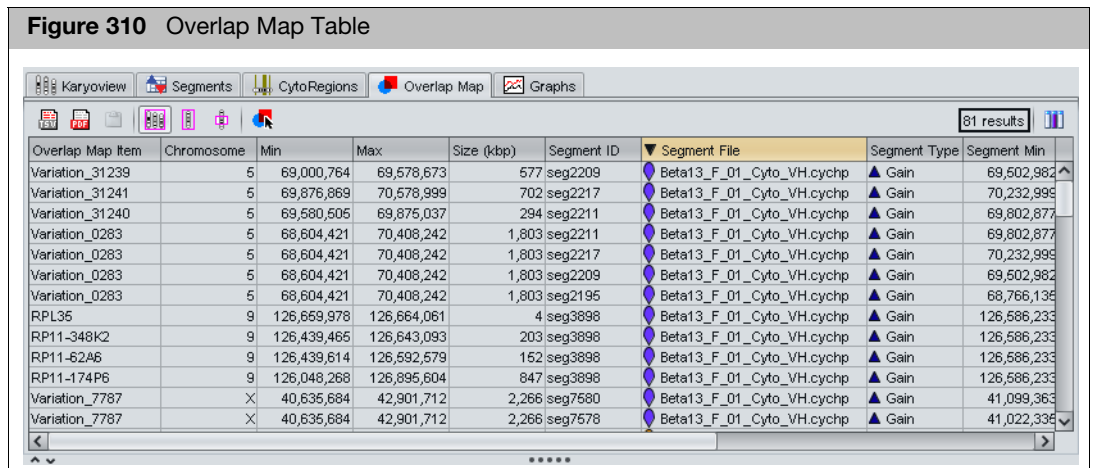 Figure 310 Overlap Map Table
Karyoview Segments CytoRegions Overlap Map Graphs
TSV PDF 81 results
Overlap Map Item Chromosome Min Max Size (kbp) Segment ID ▼ Segment File Segment Type Segment Min
Variation_31239 5 69,000,764 69,578,673 577 seg2209 Beta13_F_01_Cyto_VH.cychp ▲ Gain 69,502,982
Variation_31241 5 69,876,869 70,578,999 702 seg2217 Beta13_F_01_Cyto_VH.cychp ▲ Gain 70,232,999
Variation_31240 5 69,580,505 69,875,037 294 seg2211 Beta13_F_01_Cyto_VH.cychp ▲ Gain 69,802,877
Variation_0283 5 68,604,421 70,408,242 1,803 seg2211 Beta13_F_01_Cyto_VH.cychp ▲ Gain 69,802,877
Variation_0283 5 68,604,421 70,408,242 1,803 seg2217 Beta13_F_01_Cyto_VH.cychp ▲ Gain 70,232,999
Variation_0283 5 68,604,421 70,408,242 1,803 seg2209 Beta13_F_01_Cyto_VH.cychp ▲ Gain 69,502,982
Variation_0283 5 68,604,421 70,408,242 1,803 seg2195 Beta13_F_01_Cyto_VH.cychp ▲ Gain 68,766,135
RPL35 9 126,659,978 126,664,061 4 seg3898 Beta13_F_01_Cyto_VH.cychp ▲ Gain 126,586,233
RP11-348K2 9 126,439,465 126,643,093 203 seg3898 Beta13_F_01_Cyto_VH.cychp ▲ Gain 126,586,233
RP11-62A6 9 126,439,614 126,592,579 152 seg3898 Beta13_F_01_Cyto_VH.cychp ▲ Gain 126,586,233
RP11-174P6 9 126,048,268 126,895,604 847 seg3898 Beta13_F_01_Cyto_VH.cychp ▲ Gain 126,586,233
Variation_7787 X 40,635,684 42,901,712 2,266 seg7580 Beta13_F_01_Cyto_VH.cychp ▲ Gain 41,099,363
Variation_7787 X 40,635,684 42,901,712 2,266 seg7578 Beta13_F_01_Cyto_VH.cychp ▲ Gain 41,022,335